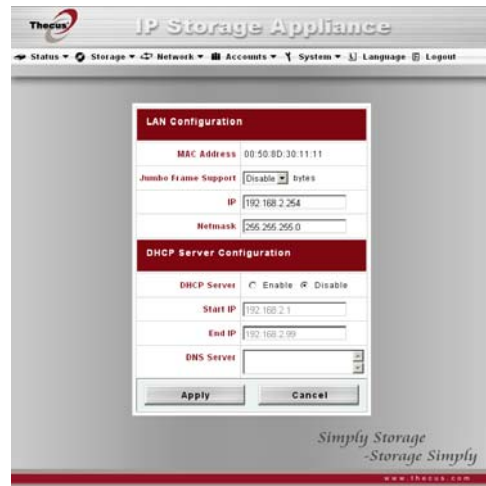 Thecus
IP Storage Appliance
Status Storage Network Accounts System Language Logout
LAN Configuration
MAC Address 00:50:8D:30:11:11
Jumbo Frame Support Disable bytes
IP 192.168.2.254
Netmask 255.255.255.0
DHCP Server Configuration
DHCP Server Enable Disable
Start IP 192.168.2.1
End IP 192.168.2.99
DNS Server
Apply Cancel
Simply Storage
-Storage Simply
www.thecus.com